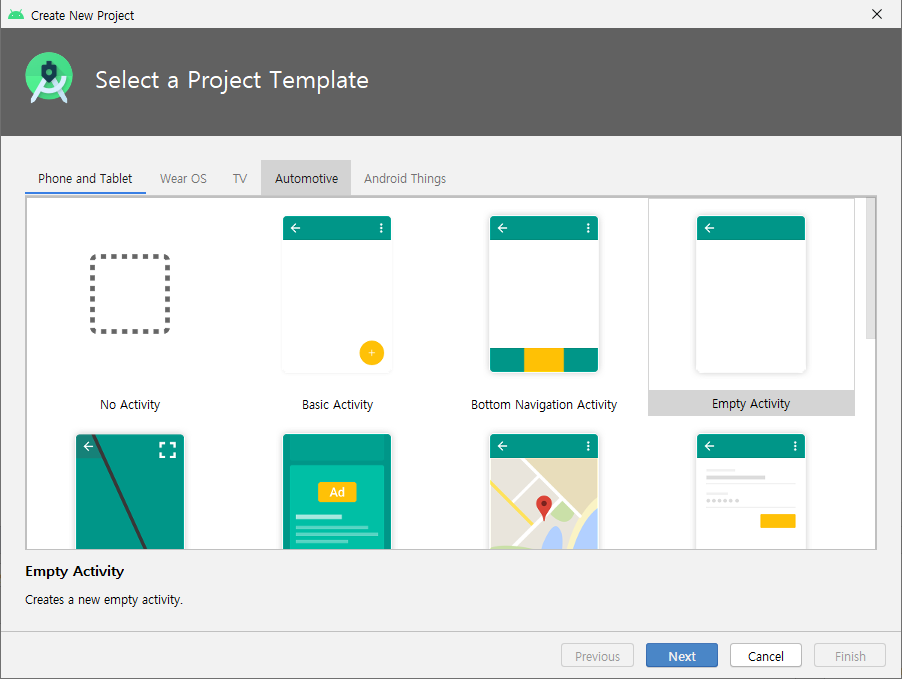 Create New Project
Select a Project Template
Phone and Tablet
Wear OS
TV
Automotive
Android Things
No Activity
Basic Activity
Bottom Navigation Activity
Empty Activity
Ad
Empty Activity
Creates a new empty activity.
Previous
Next
Cancel
Finish